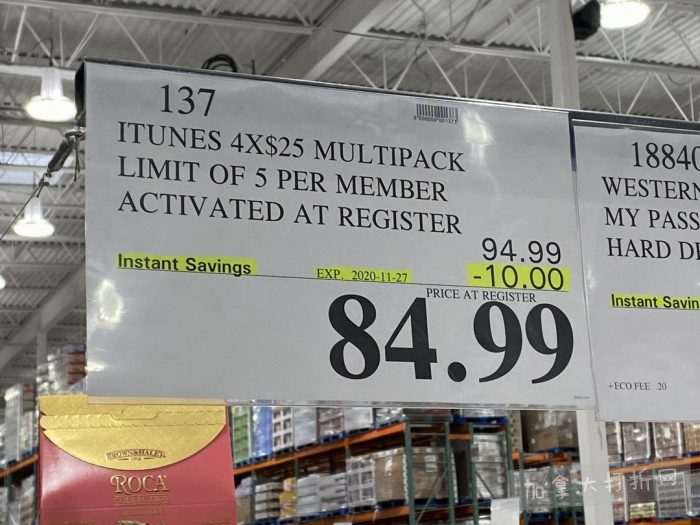 137
ITUNES 4X$25 MULTIPACK
LIMIT OF 5 PER MEMBER
ACTIVATED AT REGISTER
94.99
Instant Savings EXP. 2020-11-27 -10.00
PRICE AT REGISTER
84.99
18840
WESTERN
MY PASS
HARD
Instant Savin
+ECO FEE .20
BROWN & HALEY
ROCA
加拿大打折网